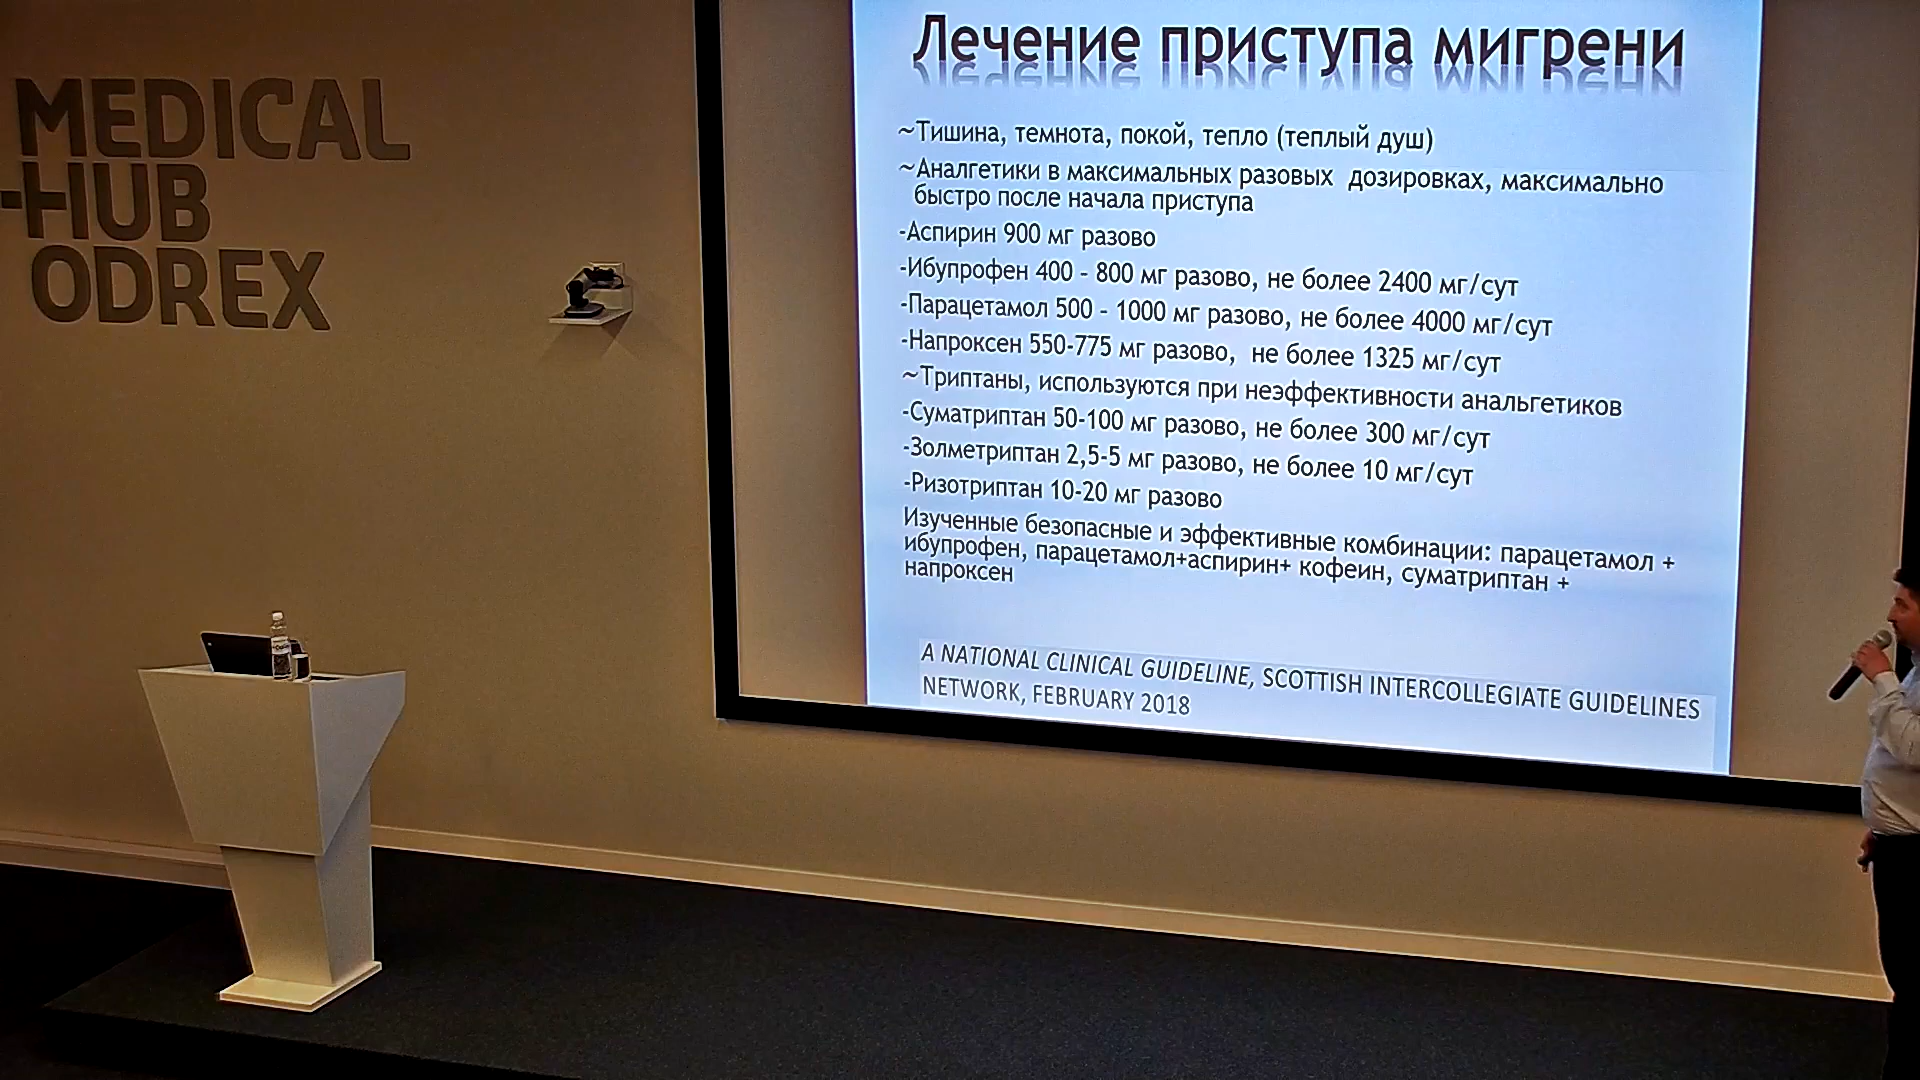 MEDICAL
HUB
ODREX
Лечение приступа мигрени
~Тишина, темнота, покой, тепло (теплый душ)
~Аналгетики в максимальных разовых дозировках, максимально
быстро после начала приступа
-Аспирин 900 мг разово
-Ибупрофен 400 - 800 мг разово, не более 2400 мг/сут
-Парацетамол 500 - 1000 мг разово, не более 4000 мг/сут
-Напроксен 550-775 мг разово, не более 1325 мг/сут
~Триптаны, используются при неэффективности анальгетиков
-Суматриптан 50-100 мг разово, не более 300 мг/сут
-Золметриптан 2,5-5 мг разово, не более 10 мг/сут
-Ризотриптан 10-20 мг разово
Изученные безопасные и эффективные комбинации: парацетамол +
ибупрофен, парацетамол+аспирин+ кофеин, суматриптан +
напроксен
A NATIONAL CLINICAL GUIDELINE, SCOTTISH INTERCOLLEGIATE GUIDELINES
NETWORK, FEBRUARY 2018